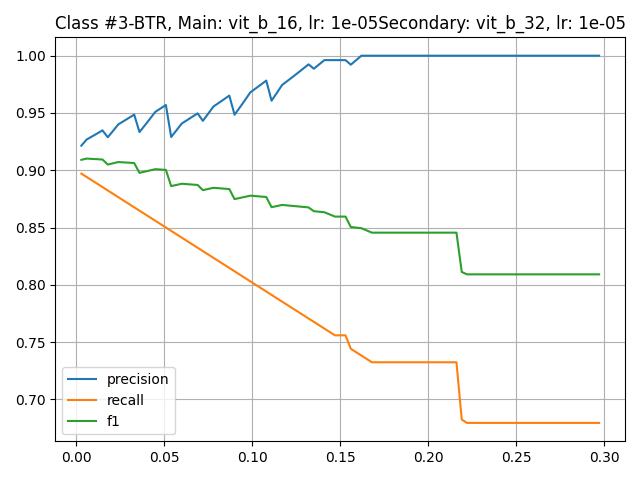 Class #3-BTR, Main: vit_b_16, lr: 1e-05Secondary: vit_b_32, lr: 1e-05
1.00
0.95
0.90
0.85
0.80
0.75
0.70
precision
recall
f1
0.00 0.05 0.10 0.15 0.20 0.25 0.30